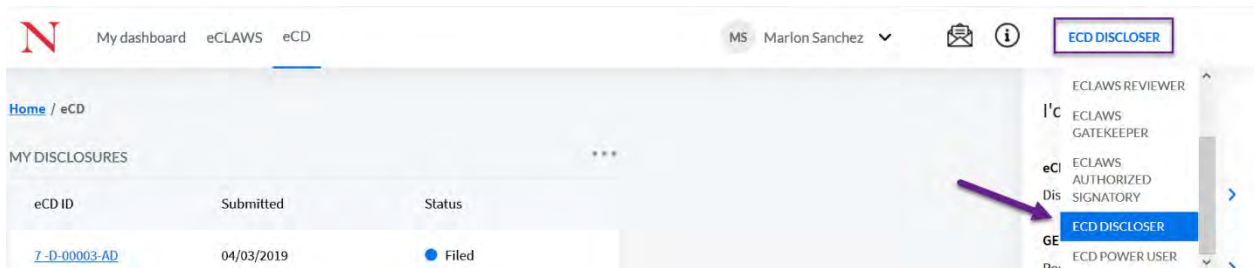 N My dashboard eCLAWS eCD MS Marlon Sanchez ECD DISCLOSER
Home / eCD
MY DISCLOSURES
eCD ID Submitted Status
7 -D-00003-AD 04/03/2019 Filed
ECLAWS REVIEWER
ECLAWS
GATEKEEPER
ECLAWS
AUTHORIZED
SIGNATORY
ECD DISCLOSER
ECD POWER USER